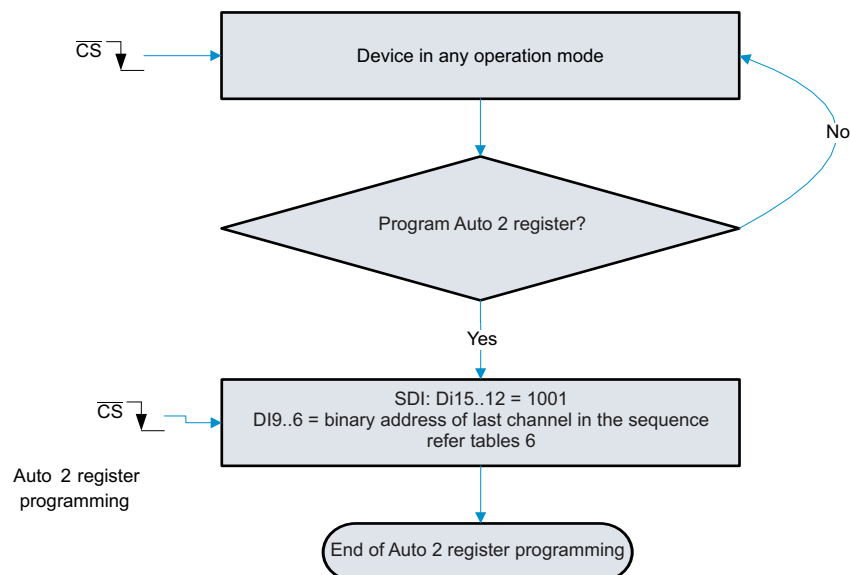 CS
Device in any operation mode
No
Program Auto 2 register?
Yes
CS
SDI: Di15..12 = 1001
DI9..6 = binary address of last channel in the sequence
refer tables 6
Auto 2 register
programming
End of Auto 2 register programming